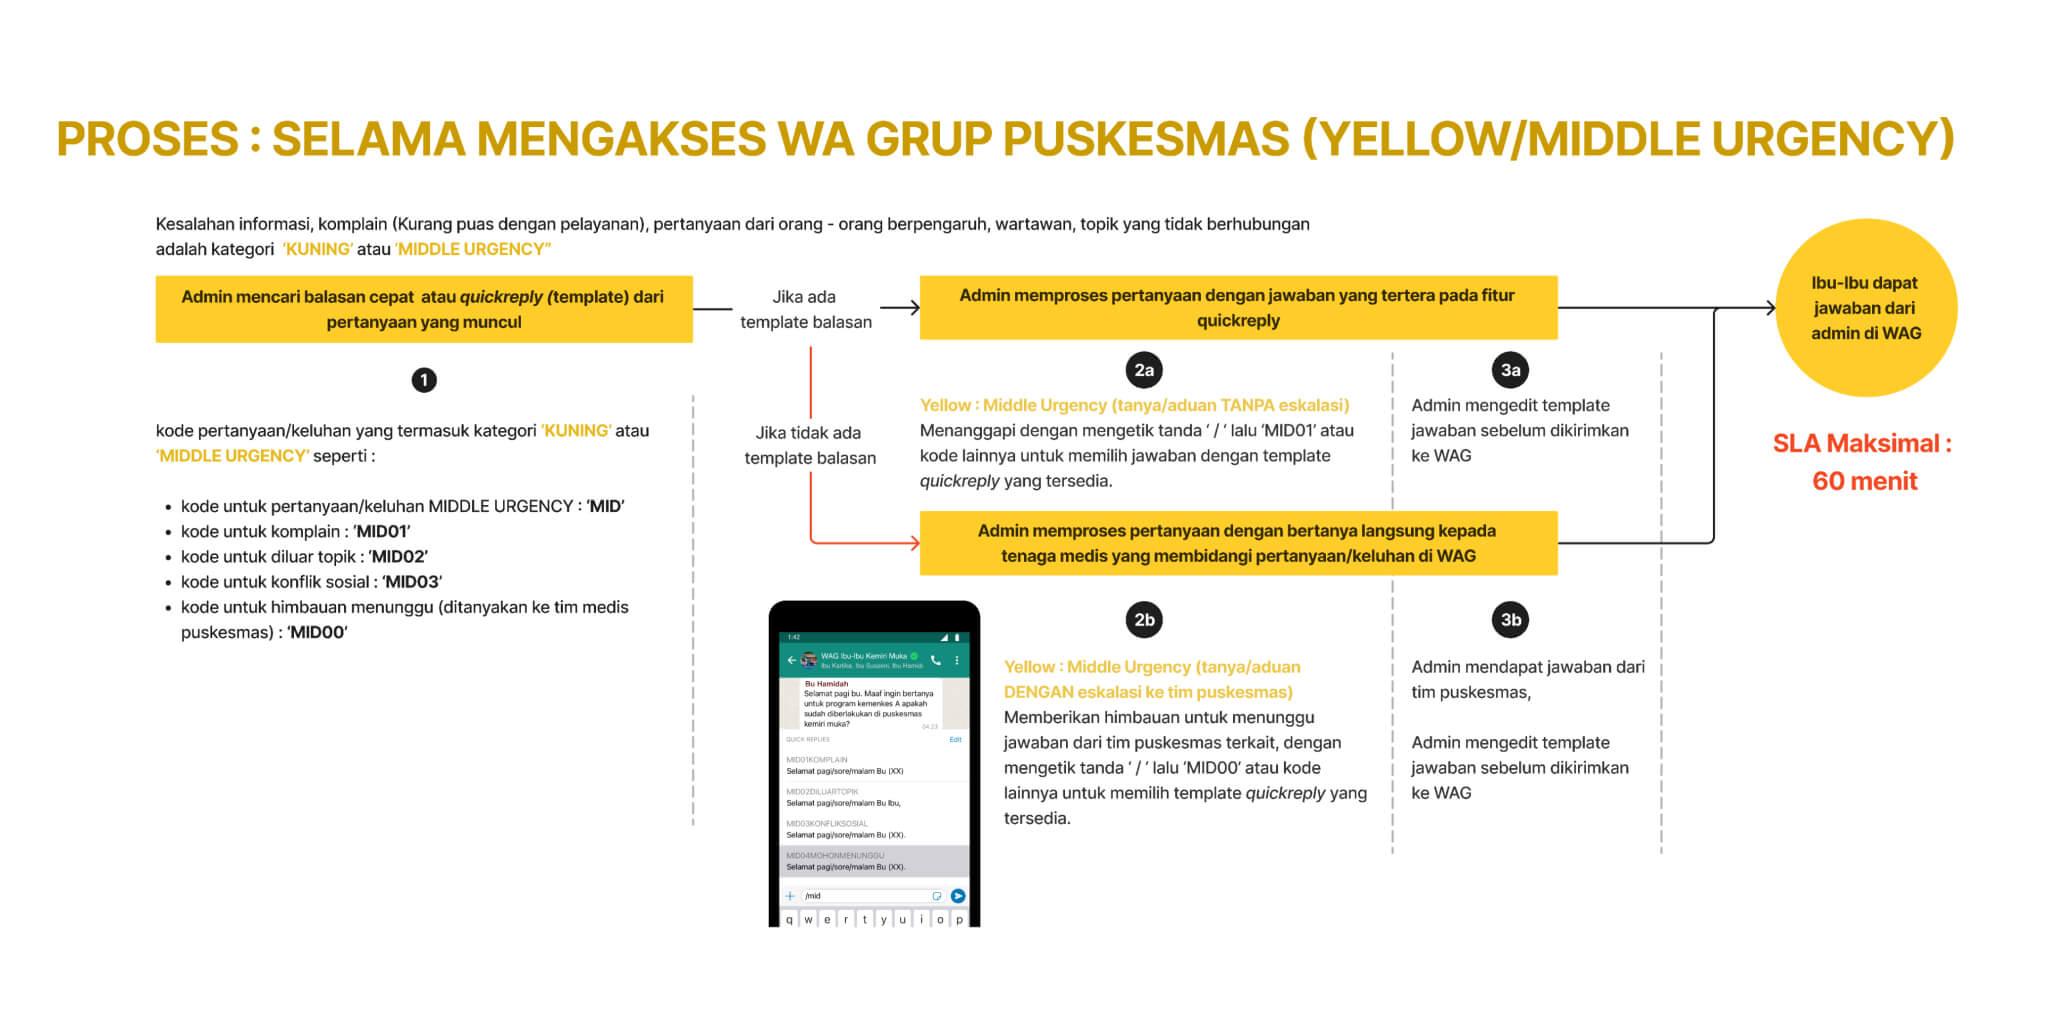 PROSES : SELAMA MENGAKSES WA GRUP PUSKESMAS (YELLOW/MIDDLE URGENCY)
Kesalahan informasi, komplain (Kurang puas dengan pelayanan), pertanyaan dari orang - orang berpengaruh, wartawan, topik yang tidak berhubungan
adalah kategori 'KUNING' atau 'MIDDLE URGENCY"
Admin mencari balasan cepat atau quickreply (template) dari
pertanyaan yang muncul
1
kode pertanyaan/keluhan yang termasuk kategori 'KUNING' atau
'MIDDLE URGENCY' seperti :
• kode untuk pertanyaan/keluhan MIDDLE URGENCY : 'MID'
• kode untuk komplain : 'MID01'
• kode untuk diluar topik : 'MID02'
• kode untuk konflik sosial : 'MID03'
• kode untuk himbauan menunggu (ditanyakan ke tim medis
puskesmas) : 'MID00'
Jika ada
template balasan
Jika tidak ada
template balasan
Admin memproses pertanyaan dengan jawaban yang tertera pada fitur
quickreply
2a
Yellow : Middle Urgency (tanya/aduan TANPA eskalasi)
Menanggapi dengan mengetik tanda ' / ' lalu 'MID01' atau
kode lainnya untuk memilih jawaban dengan template
quickreply yang tersedia.
3a
Admin mengedit template
jawaban sebelum dikirimkan
ke WAG
Admin memproses pertanyaan dengan bertanya langsung kepada
tenaga medis yang membidangi pertanyaan/keluhan di WAG
2b
Yellow : Middle Urgency (tanya/aduan
DENGAN eskalasi ke tim puskesmas)
Memberikan himbauan untuk menunggu
jawaban dari tim puskesmas terkait, dengan
mengetik tanda ' / ' lalu 'MID00' atau kode
lainnya untuk memilih template quickreply yang
tersedia.
3b
Admin mendapat jawaban dari
tim puskesmas,
Admin mengedit template
jawaban sebelum dikirimkan
ke WAG
Ibu-Ibu dapat
jawaban dari
admin di WAG
SLA Maksimal :
60 menit
1:42
WAG Ibu-Ibu Kemiri Muka
Ibu Kartika, Ibu Susanni, Ibu Hamid
Bu Hamidah
Selamat pagi bu. Maaf ingin bertanya
untuk program kemenkes A apakah
sudah diberlakukan di puskesmas
kemiri muka?
04:23
QUICK REPLIES
Edit
MID01KOMPLAIN
Selamat pagi/sore/malam Bu (XX)
MID02DILUARTOPIK
Selamat pagi/sore/malam Bu Ibu,
MID03KONFLIKSOSIAL
Selamat pagi/sore/malam Bu (XX).
MID04MOHONMENUNGGU
Selamat pagi/sore/malam Bu (XX).
/mid
q w e r t y u i o p